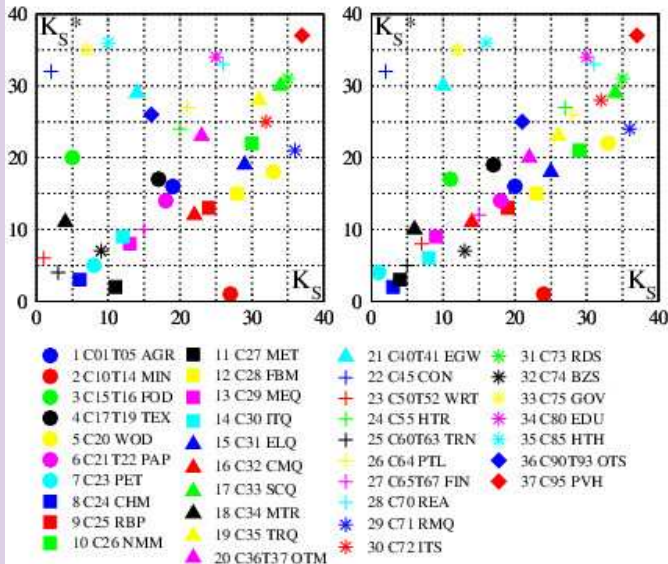 40
30
20
10
0
K_S*
K_S
0 10 20 30 40
40
30
20
10
0
K_S*
K_S
0 10 20 30 40
1 C01T05 AGR
2 C10T14 MIN
3 C15T16 FOD
4 C17T19 TEX
5 C20 WOD
6 C21T22 PAP
7 C23 PET
8 C24 CHM
9 C25 RBP
10 C26 NMM
11 C27 MET
12 C28 FBM
13 C29 MEQ
14 C30 ITQ
15 C31 ELQ
16 C32 CMQ
17 C33 SCQ
18 C34 MTR
19 C35 TRQ
20 C36T37 OTM
21 C40T41 EGW
22 C45 CON
23 C50T52 WRT
24 C55 HTR
25 C60T63 TRN
26 C64 PTL
27 C65T67 FIN
28 C70 REA
29 C71 RMQ
30 C72 ITS
31 C73 RDS
32 C74 BZS
33 C75 GOV
34 C80 EDU
35 C85 HTH
36 C90T93 OTS
37 C95 PVH